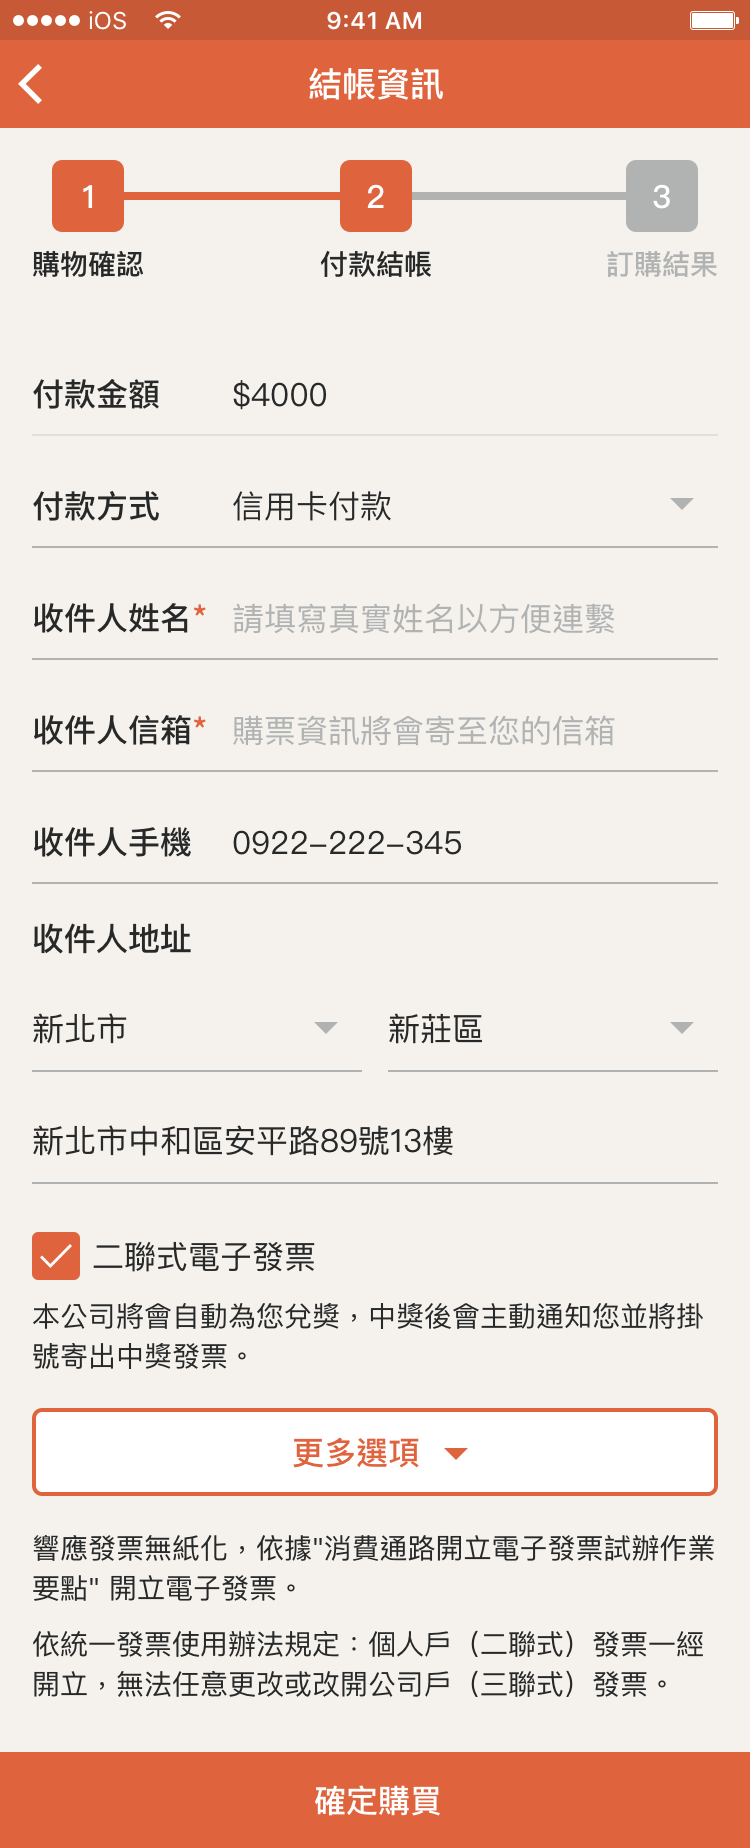 iOS 9:41 AM
結帳資訊
1 2 3
購物確認 付款結帳 訂購結果
付款金額 $4000
付款方式 信用卡付款
收件人姓名* 請填寫真實姓名以方便連繫
收件人信箱* 購票資訊將會寄至您的信箱
收件人手機 0922-222-345
收件人地址
新北市 新莊區
新北市中和區安平路89號13樓
二聯式電子發票
本公司將會自動為您兌獎，中獎後會主動通知您並將掛
號寄出中獎發票。
更多選項
響應發票無紙化，依據"消費通路開立電子發票試辦作業
要點" 開立電子發票。
依統一發票使用辦法規定：個人戶（二聯式）發票一經
開立，無法任意更改或改開公司戶（三聯式）發票。
確定購買